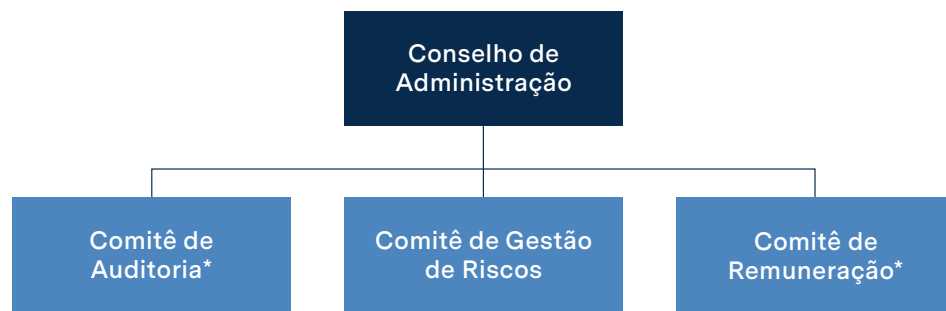 Conselho de
Administração
Comitê de
Auditoria*
Comitê de Gestão
de Riscos
Comitê de
Remuneração*